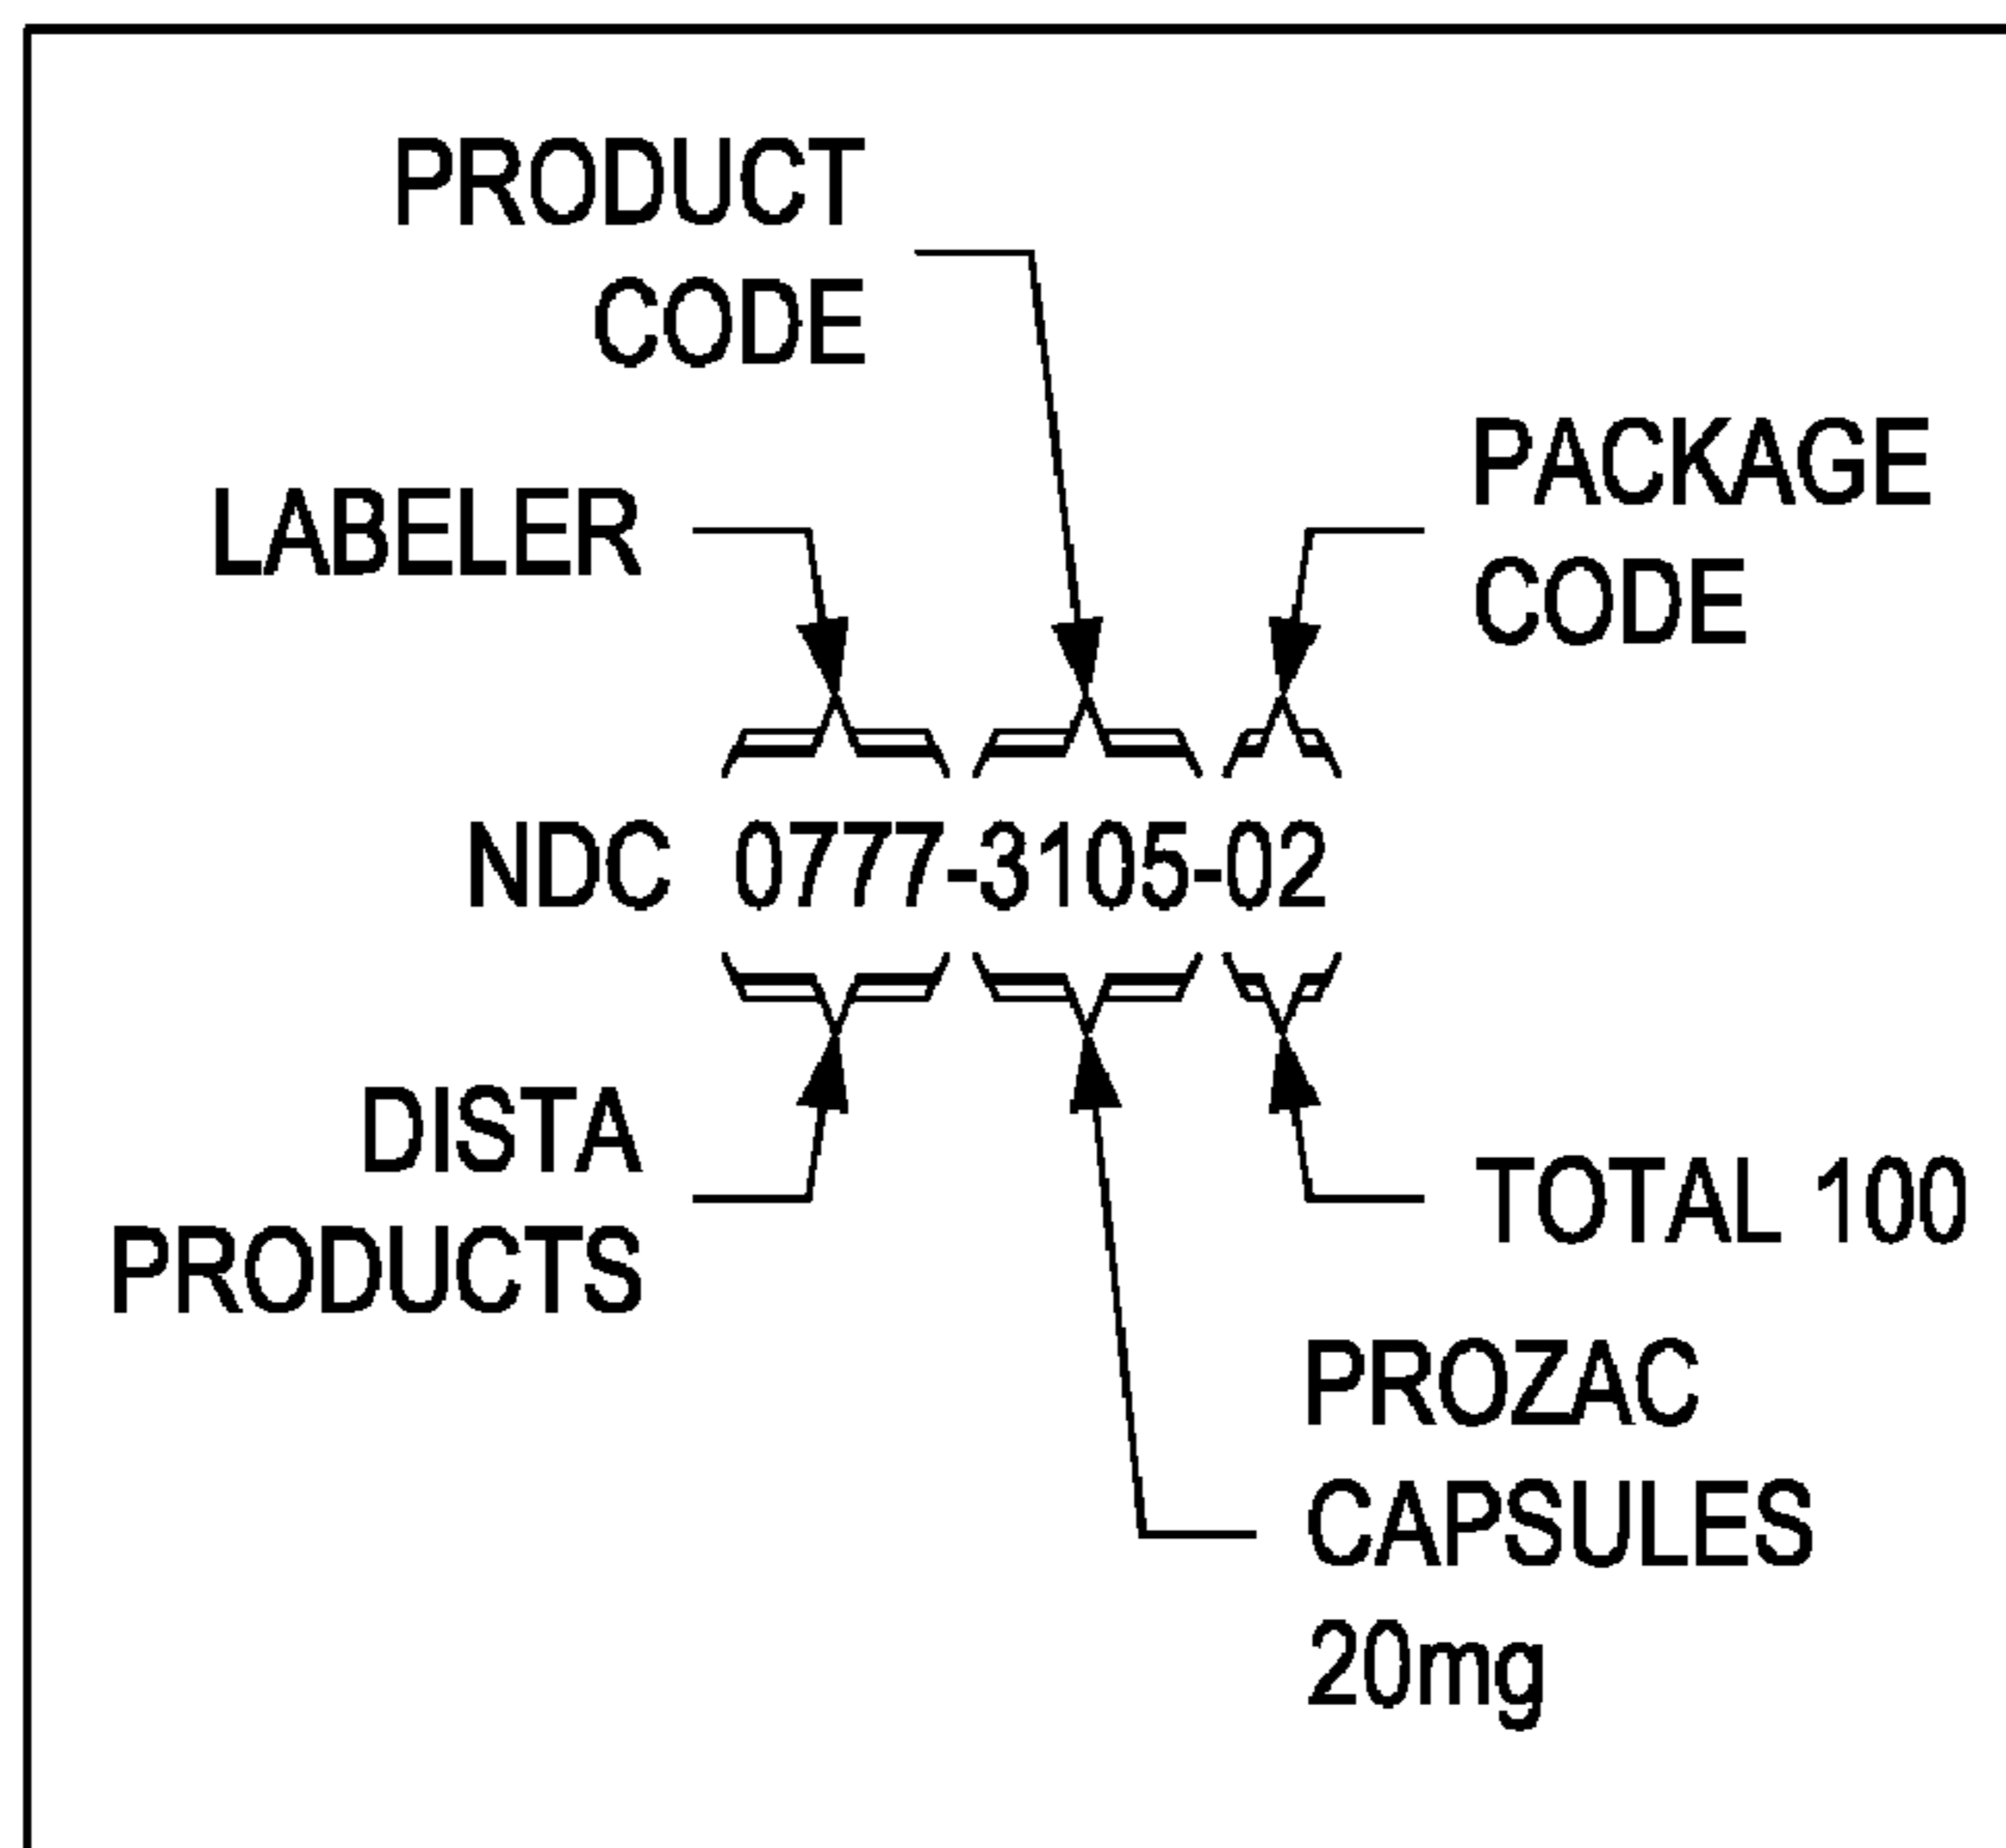 PRODUCT
CODE
LABELER
PACKAGE
CODE
NDC 0777-3105-02
DISTA
PRODUCTS
TOTAL 100
PROZAC
CAPSULES
20mg